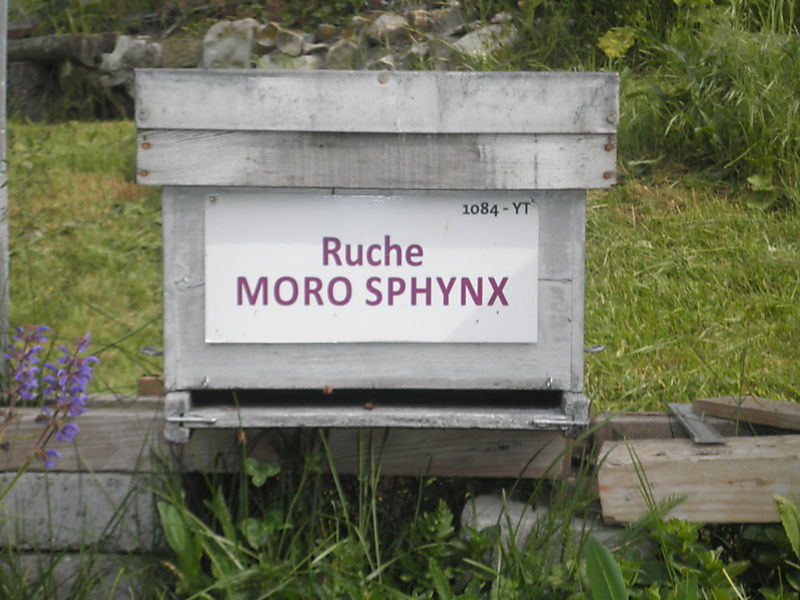 1084 - YT
Ruche
MORO SPHYNX